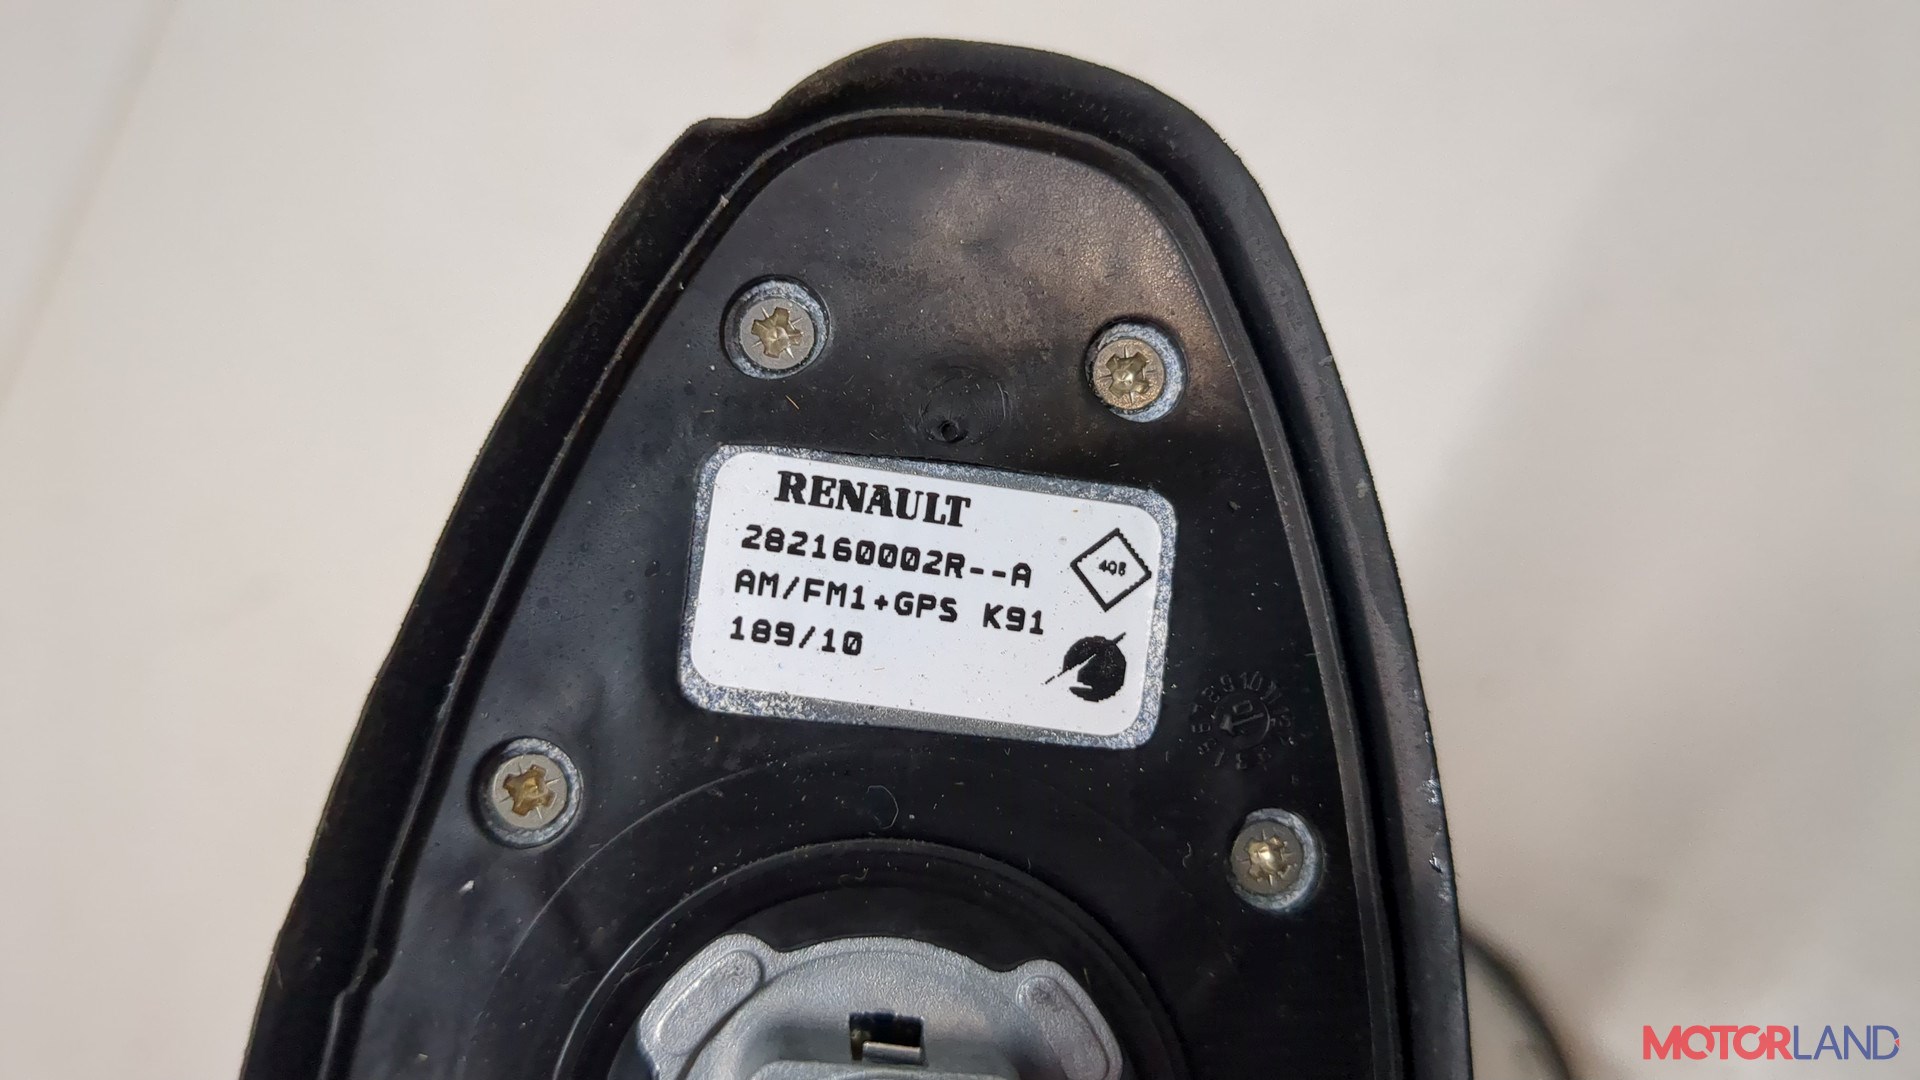 RENAULT
282160002R--A
AM/FM1+GPS K91
189/10
MOTORLAND